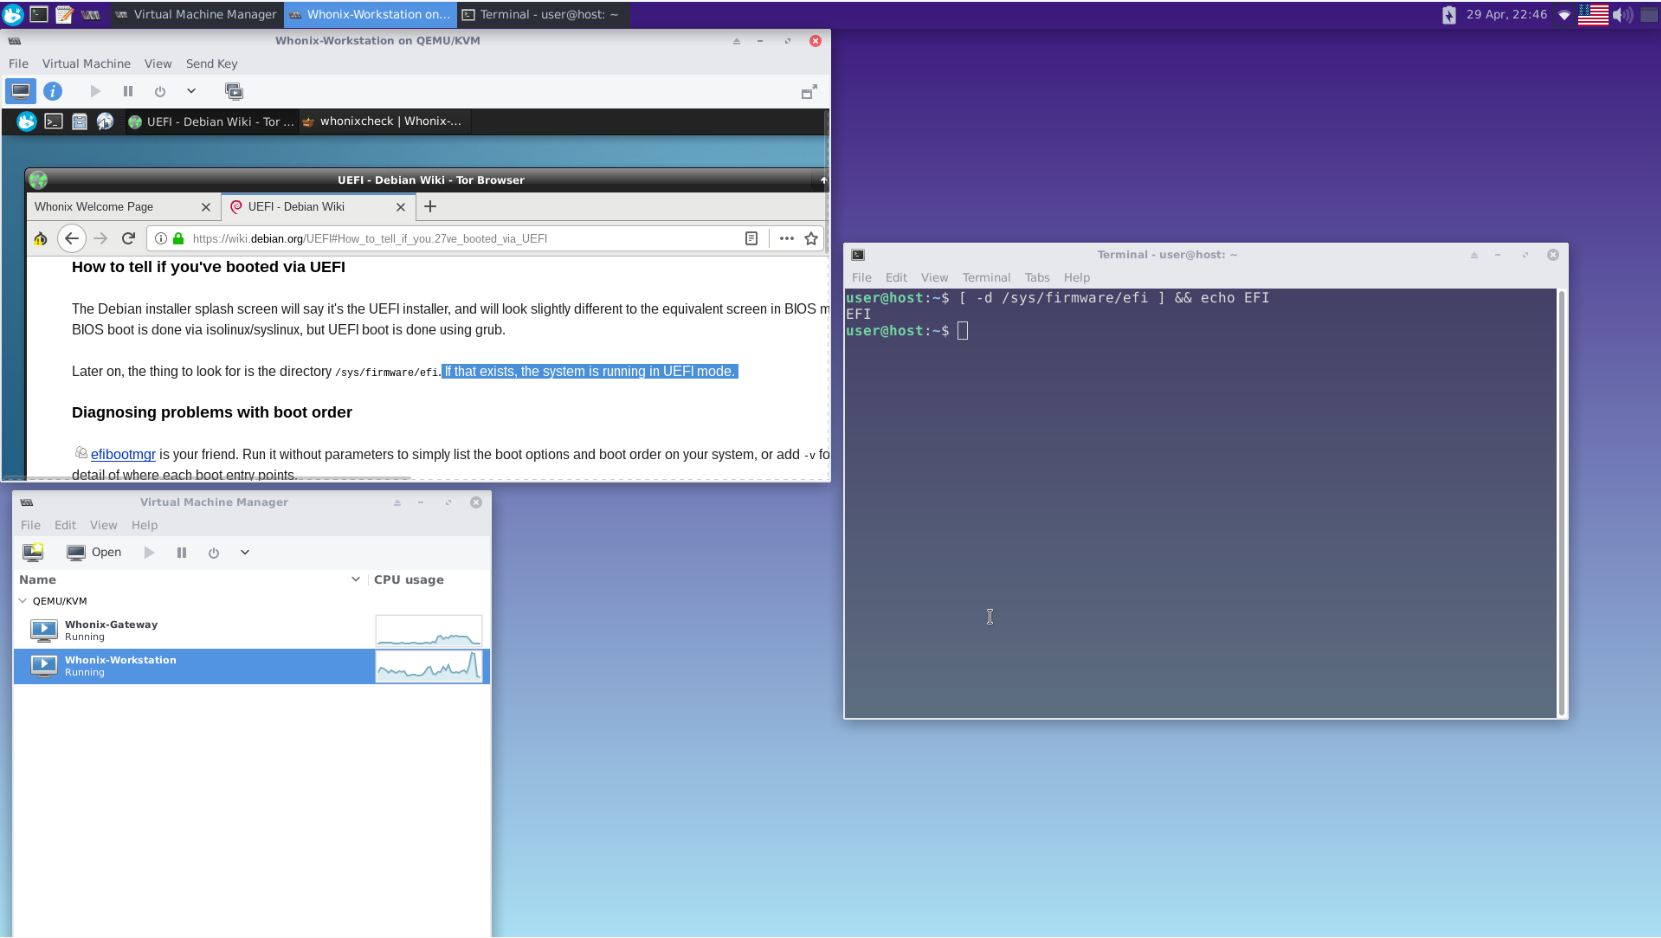 Virtual Machine Manager
Whonix-Workstation on...
Terminal - user@host: ~
29 Apr, 22:46
Whonix-Workstation on QEMU/KVM
File Virtual Machine View Send Key
UEFI - Debian Wiki - Tor ...
whonixcheck | Whonix-...
UEFI - Debian Wiki - Tor Browser
Whonix Welcome Page
UEFI - Debian Wiki
https://wiki.debian.org/UEFI#How_to_tell_if_you.27ve_booted_via_UEFI
How to tell if you've booted via UEFI
The Debian installer splash screen will say it's the UEFI installer, and will look slightly different to the equivalent screen in BIOS m
BIOS boot is done via isolinux/syslinux, but UEFI boot is done using grub.
Later on, the thing to look for is the directory /sys/firmware/efi. If that exists, the system is running in UEFI mode.
Diagnosing problems with boot order
efibootmgr is your friend. Run it without parameters to simply list the boot options and boot order on your system, or add -v fo
detail of where each boot entry points.
Virtual Machine Manager
File Edit View Help
Open
Name CPU usage
QEMU/KVM
Whonix-Gateway
Running
Whonix-Workstation
Running
Terminal - user@host: ~
File Edit View Terminal Tabs Help
user@host:~$ [ -d /sys/firmware/efi ] && echo EFI
EFI
user@host:~$